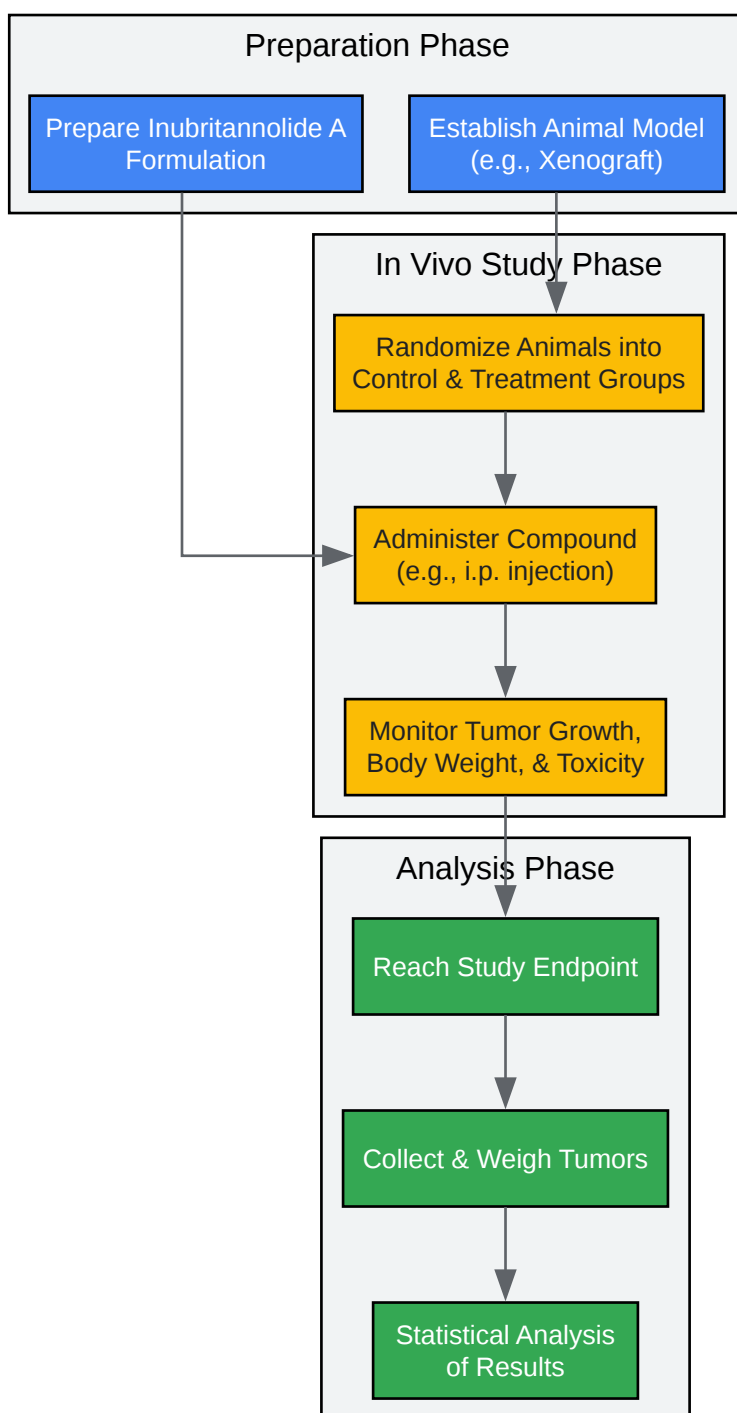 Preparation Phase
Prepare Inubritannolide A
Formulation
Establish Animal Model
(e.g., Xenograft)
In Vivo Study Phase
Randomize Animals into
Control & Treatment Groups
Administer Compound
(e.g., i.p. injection)
Monitor Tumor Growth,
Body Weight, & Toxicity
Analysis Phase
Reach Study Endpoint
Collect & Weigh Tumors
Statistical Analysis
of Results